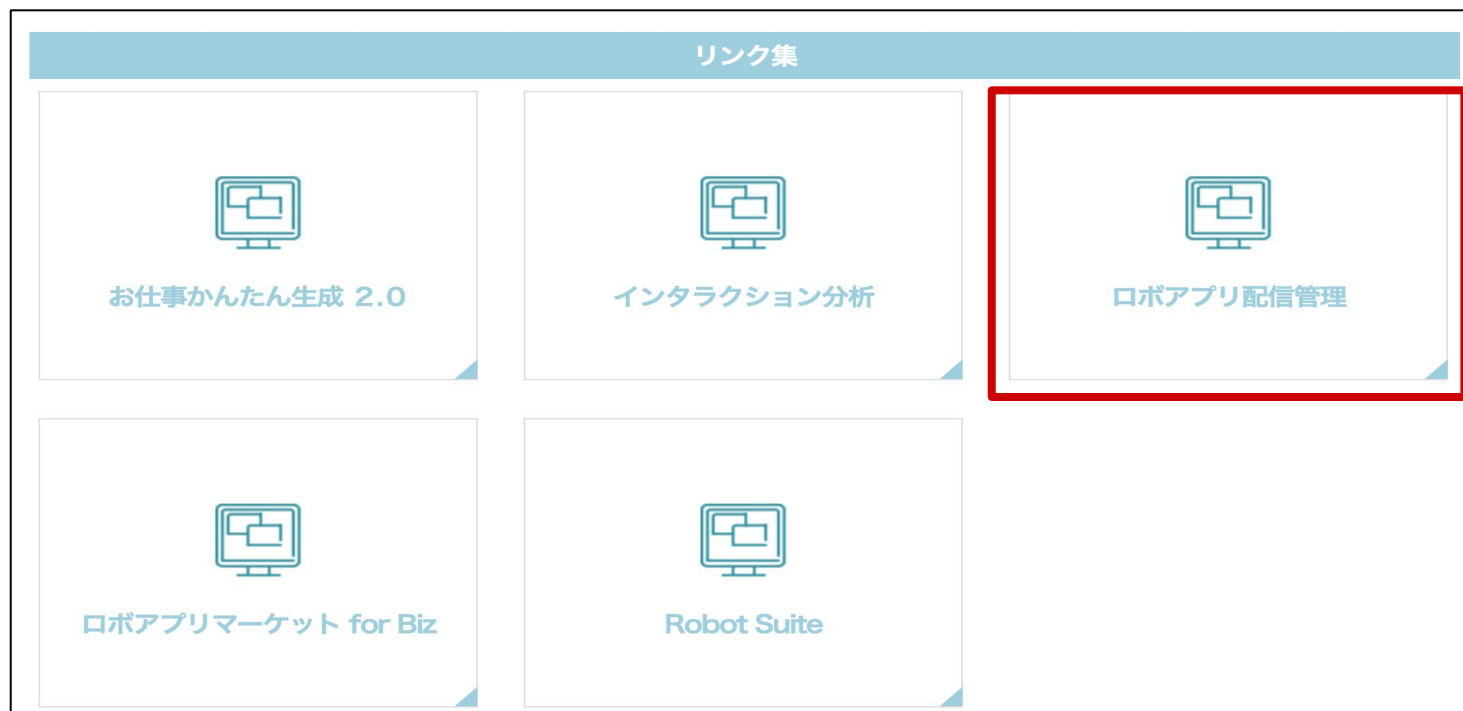 リンク集
お仕事かんたん生成 2.0
インタラクション分析
ロボアプリ配信管理
ロボアプリマーケット for Biz
Robot Suite